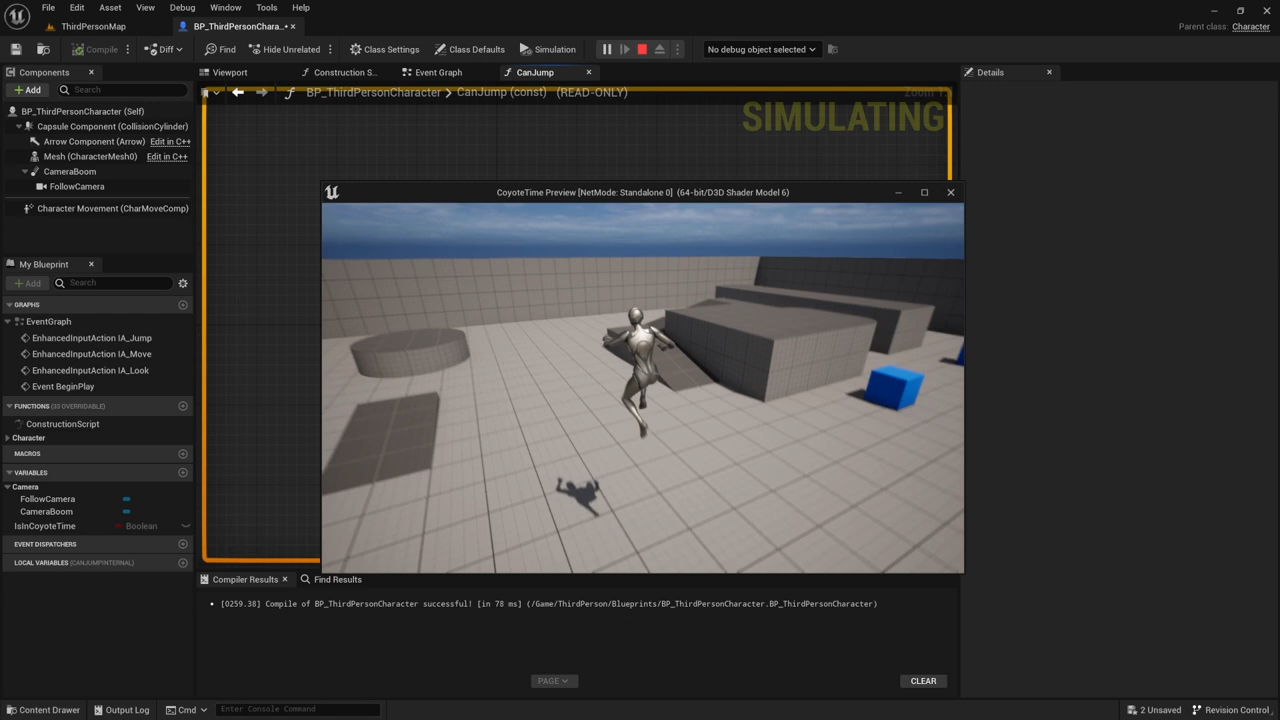 File Edit Asset View Debug Window Tools Help
ThirdPersonMap
BP_ThirdPersonChara...•
Parent class: Character
Compile
Diff
Find
Hide Unrelated
Class Settings
Class Defaults
Simulation
No debug object selected
Components
Viewport
Construction S...
Event Graph
CanJump
Details
Add
Search
BP_ThirdPersonCharacter > CanJump (const) (READ-ONLY)
SIMULATING
BP_ThirdPersonCharacter (Self)
Capsule Component (CollisionCylinder)
Arrow Component (Arrow) Edit in C++
Mesh (CharacterMesh0) Edit in C++
CameraBoom
FollowCamera
Character Movement (CharMoveComp)
CoyoteTime Preview [NetMode: Standalone 0] (64-bit/D3D Shader Model 6)
My Blueprint
Add
Search
GRAPHS
EventGraph
EnhancedInputAction IA_Jump
EnhancedInputAction IA_Move
EnhancedInputAction IA_Look
Event BeginPlay
FUNCTIONS (33 OVERRIDABLE)
ConstructionScript
Character
MACROS
VARIABLES
Camera
FollowCamera
CameraBoom
IsInCoyoteTime Boolean
EVENT DISPATCHERS
LOCAL VARIABLES (CANJUMPINTERNAL)
Compiler Results
Find Results
[0259.38] Compile of BP_ThirdPersonCharacter successful! [in 78 ms] (/Game/ThirdPerson/Blueprints/BP_ThirdPersonCharacter.BP_ThirdPersonCharacter)
PAGE
CLEAR
Content Drawer
Output Log
Cmd
Enter Console Command
2 Unsaved
Revision Control